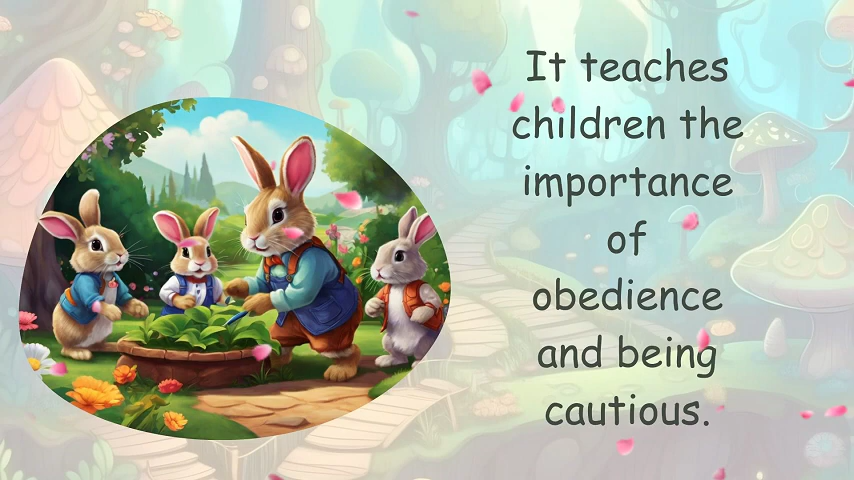 It teaches
children the
importance
of
obedience
and being
cautious.